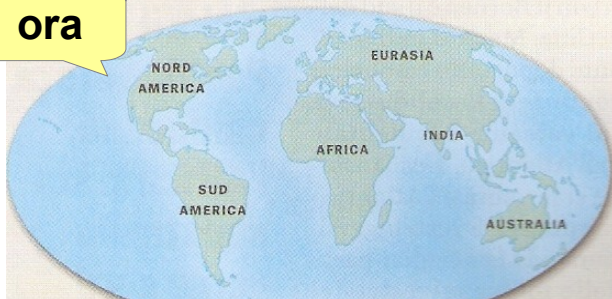 ora
NORD
AMERICA
EURASIA
AFRICA
INDIA
SUD
AMERICA
AUSTRALIA